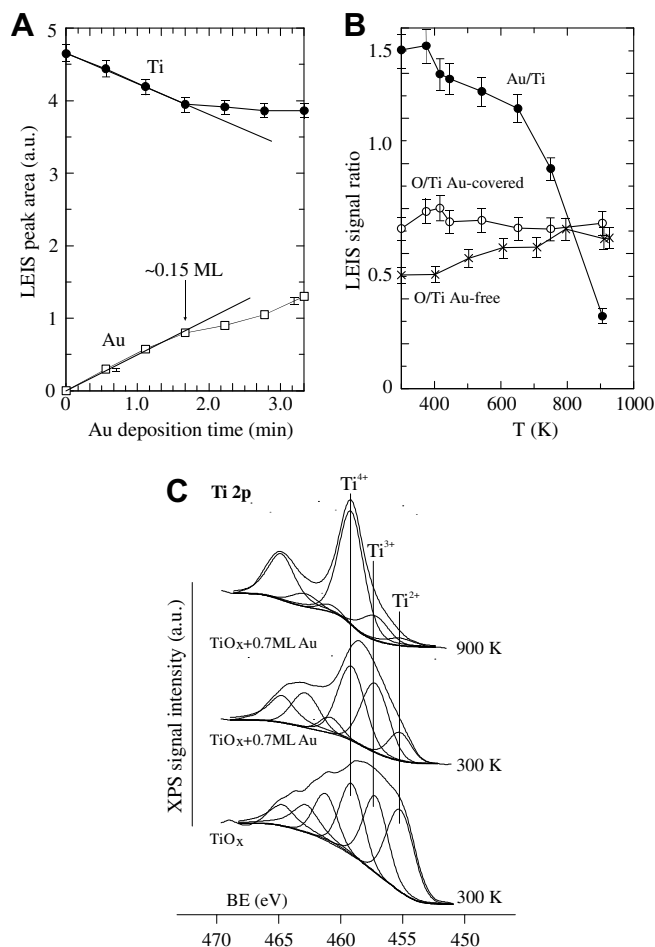 A
5
4
3
2
1
0
0
1.0
2.0
3.0
LEIS peak area (a.u.)
Au deposition time (min)
Ti
~0.15 ML
Au
B
1.5
1.0
0.5
0
400
600
800
1000
LEIS signal ratio
T (K)
Au/Ti
O/Ti Au-covered
O/Ti Au-free
C
Ti 2p
Ti4+
Ti3+
Ti2+
XPS signal intensity (a.u.)
TiOx+0.7ML Au
900 K
TiOx+0.7ML Au
300 K
TiOx
300 K
BE (eV)
470
465
460
455
450